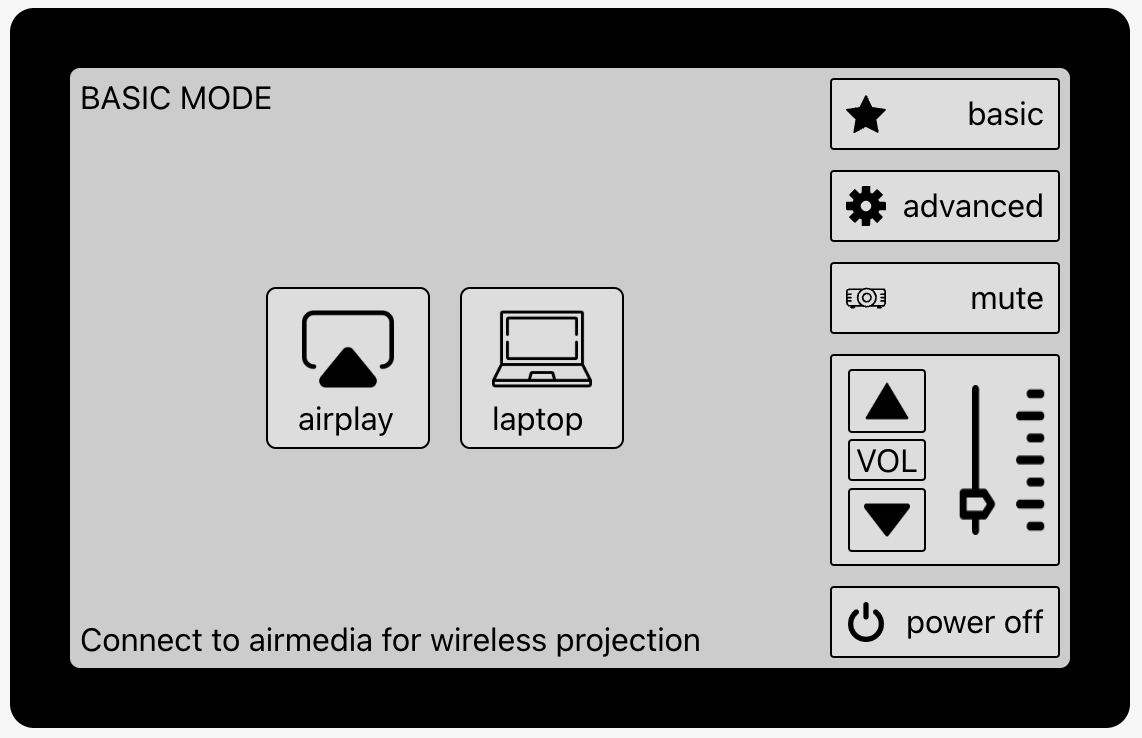 BASIC MODE
airplay
laptop
Connect to airmedia for wireless projection
basic
advanced
mute
VOL
power off